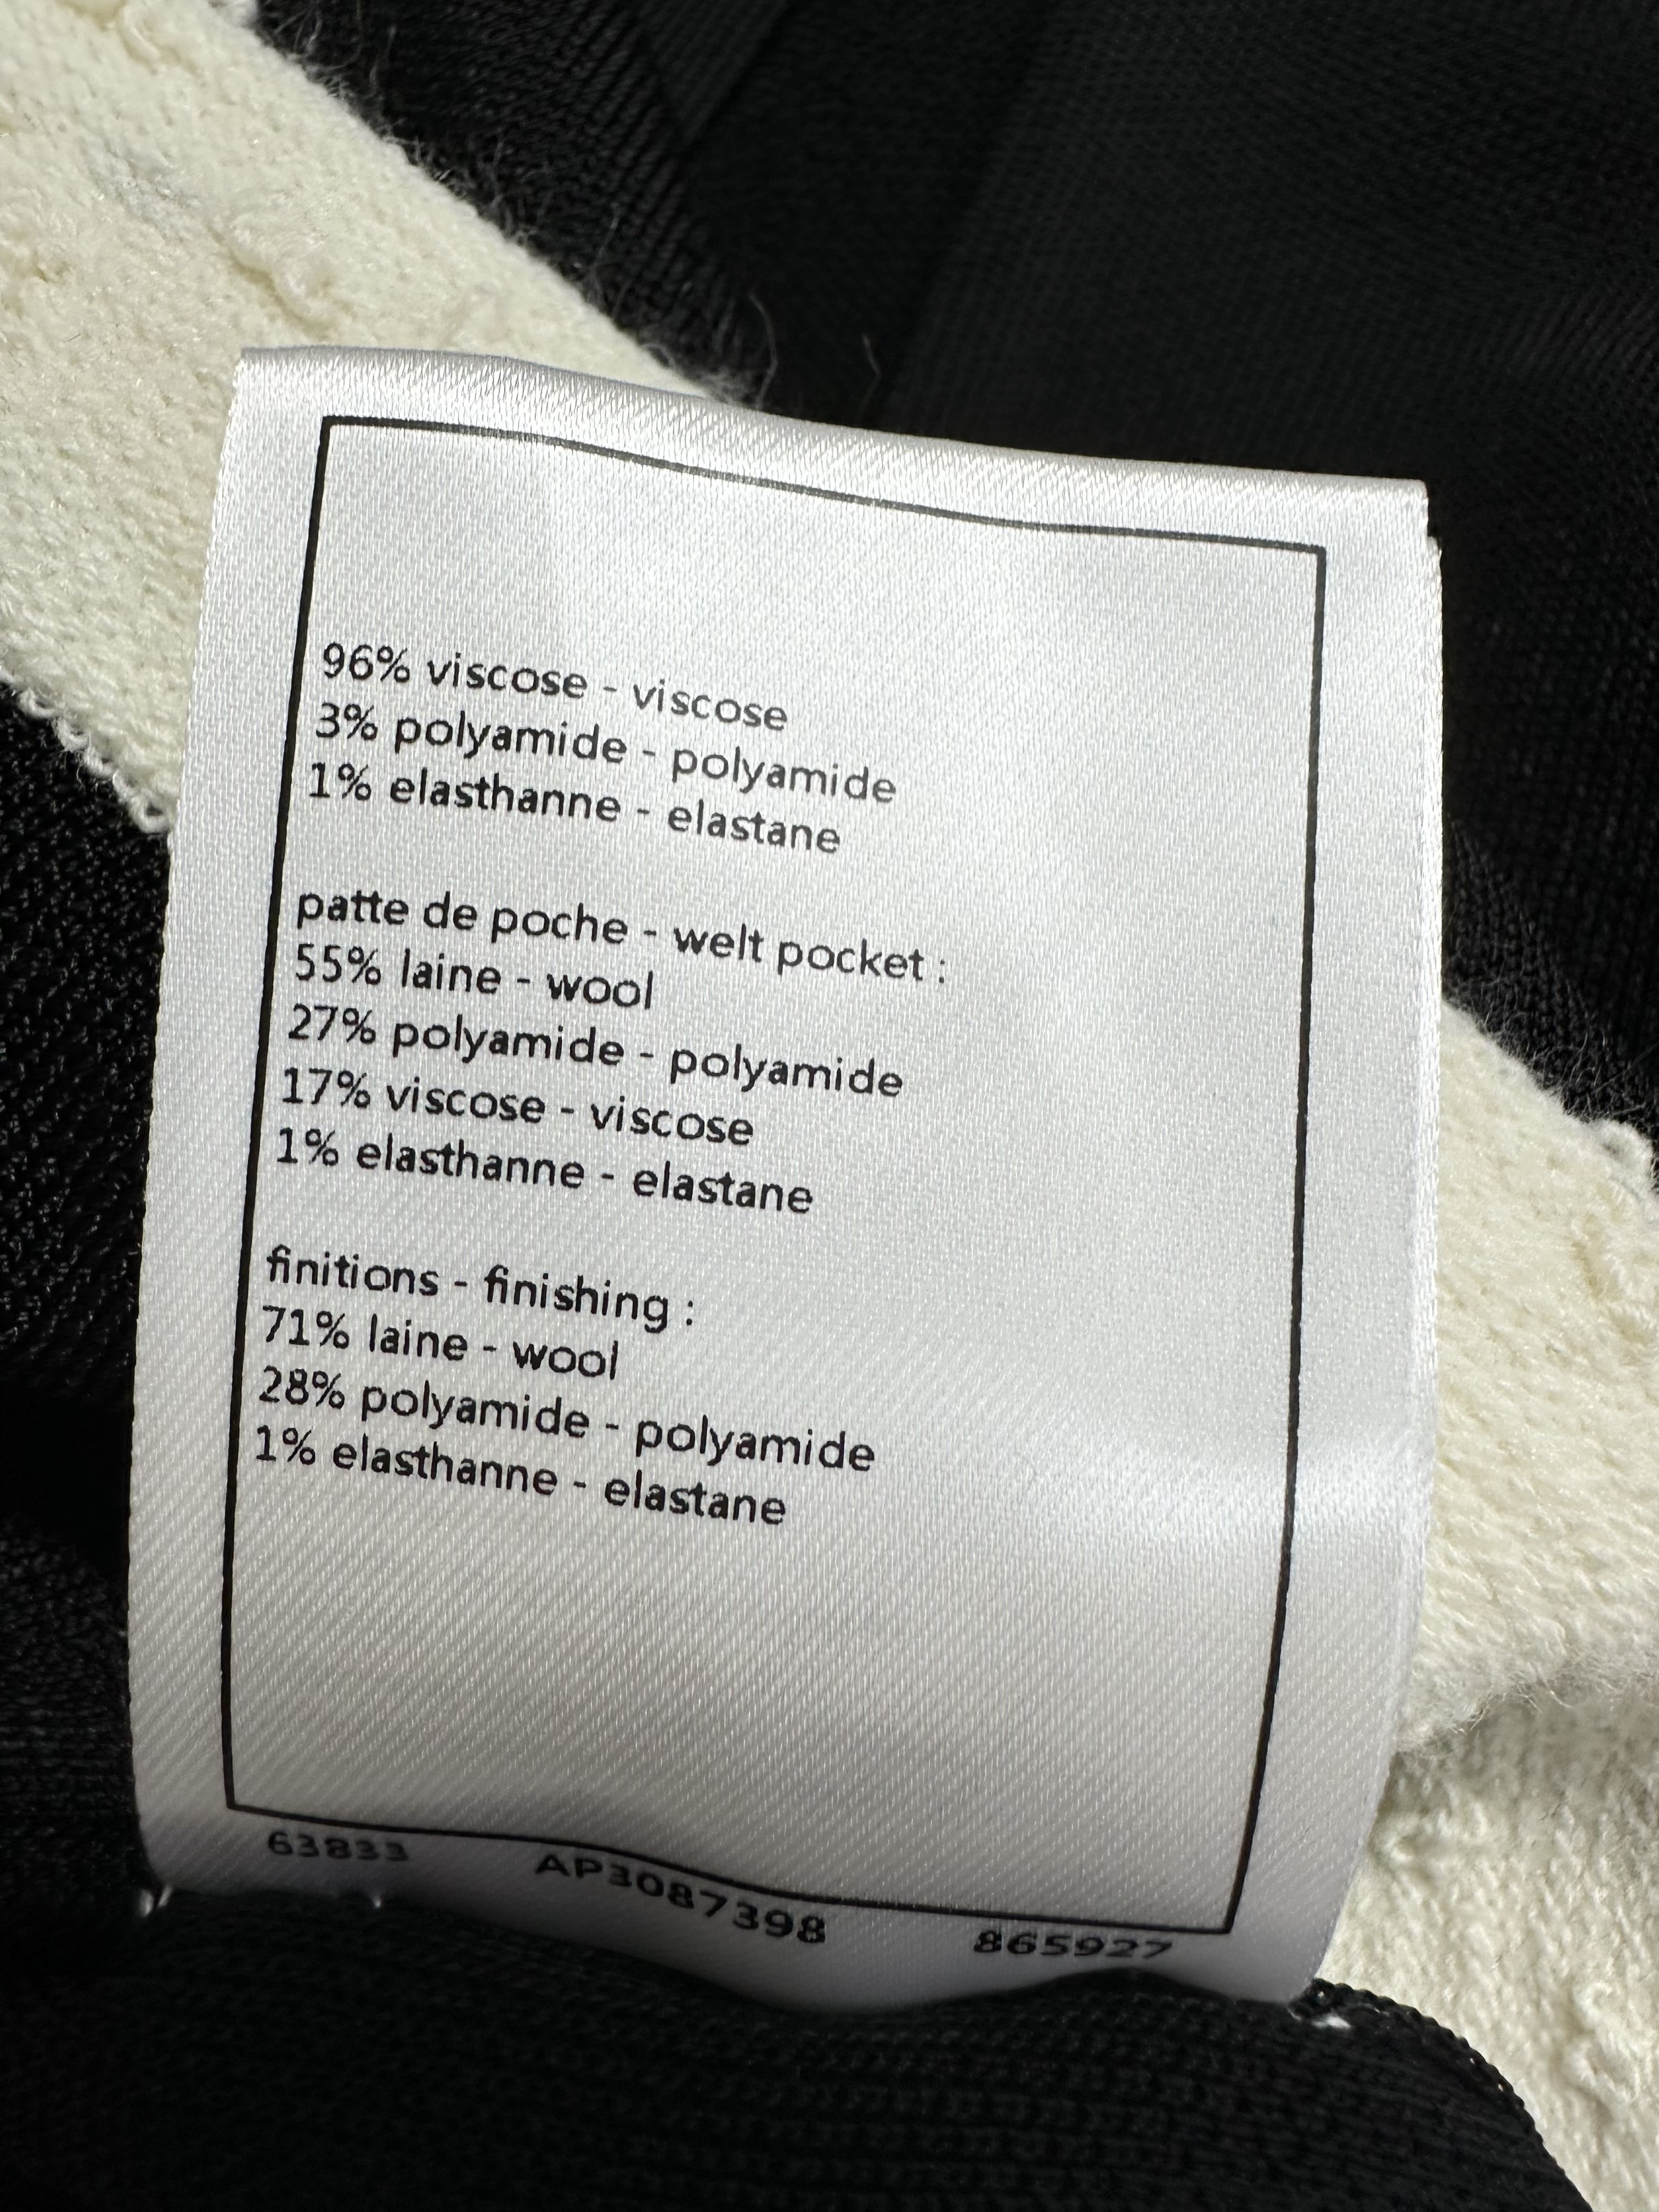 96% viscose - viscose
3% polyamide - polyamide
1% elasthanne - elastane
patte de poche - welt pocket :
55% laine - wool
27% polyamide - polyamide
17% viscose - viscose
1% elasthanne - elastane
finitions - finishing :
71% laine - wool
28% polyamide - polyamide
1% elasthanne - elastane
63833 AP3087398 865927